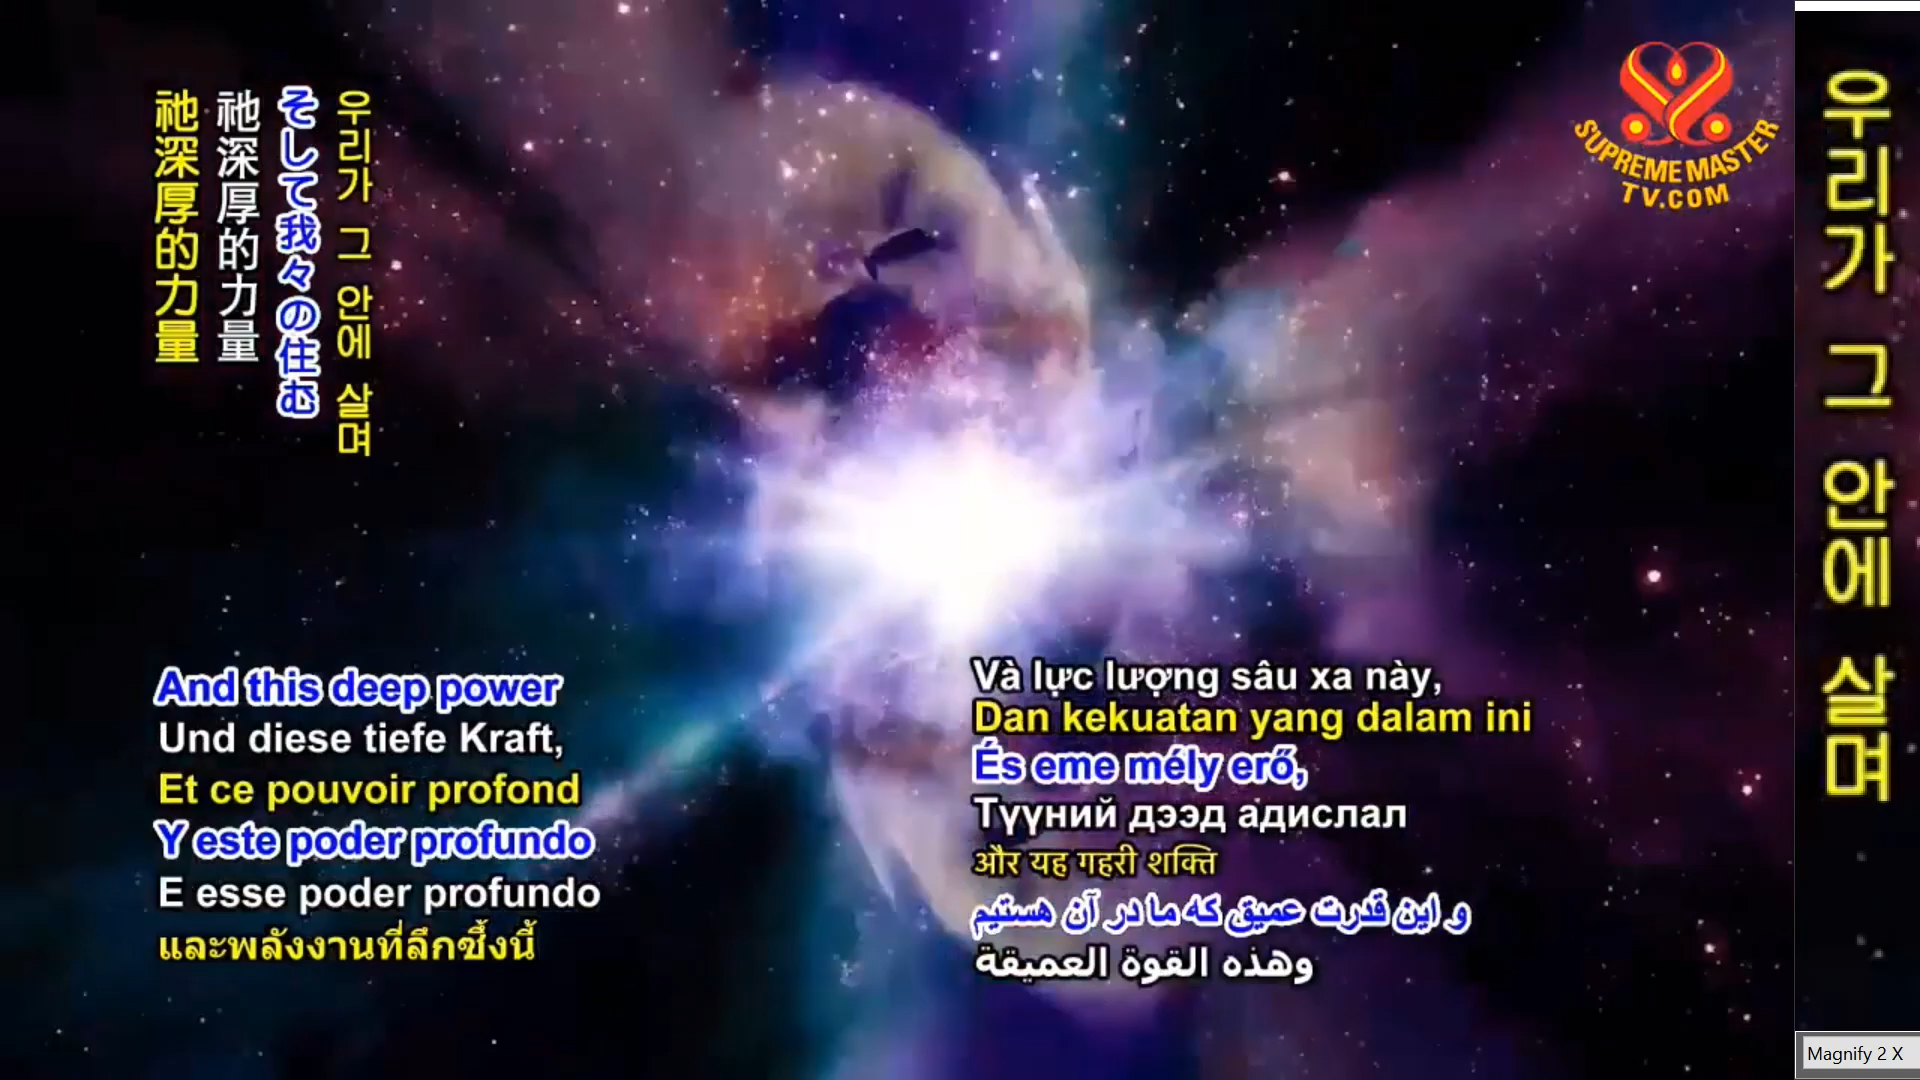 우리가 그 안에 살며
そして我々の住む
祂深厚的力量
祂深厚的力量
SUPREME MASTER
TV.COM
And this deep power
Und diese tiefe Kraft,
Et ce pouvoir profond
Y este poder profundo
E esse poder profundo
และพลังงานที่ลึกซึ้งนี้
Và lực lượng sâu xa này,
Dan kekuatan yang dalam ini
És eme mély erő,
Түүний дээд адислал
और यह गहरी शक्ति
و این قدرت عمیق که ما در آن هستیم
وهذه القوة العميقة
우리가 그 안에 살며
Magnify 2 X